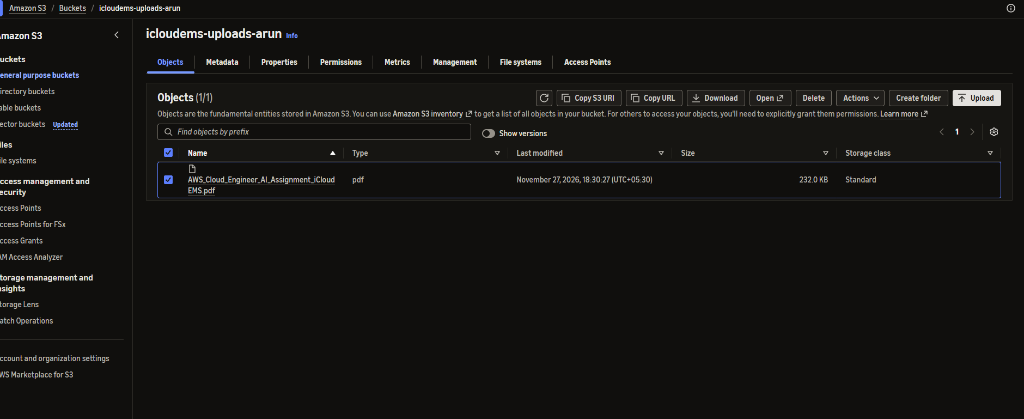 Amazon S3 / Buckets / icloudems-uploads-arun
Amazon S3
uckets
eneral purpose buckets
irectory buckets
able buckets
ector buckets Updated
iles
ile systems
ccess management and
ecurity
ccess Points
ccess Points for FSx
ccess Grants
AM Access Analyzer
torage management and
nsights
torage Lens
atch Operations
ccount and organization settings
WS Marketplace for S3
icloudems-uploads-arun Info
Objects Metadata Properties Permissions Metrics Management File systems Access Points
Objects (1/1)
Copy S3 URI Copy URL Download Open Delete Actions Create folder Upload
Objects are the fundamental entities stored in Amazon S3. You can use Amazon S3 inventory to get a list of all objects in your bucket. For others to access your objects, you'll need to explicitly grant them permissions. Learn more
Find objects by prefix
Show versions
1
Name Type Last modified Size Storage class
AWS_Cloud_Engineer_AI_Assignment_iCloud
EMS.pdf
pdf November 27, 2026, 18:30:27 (UTC+05:30) 232.0 KB Standard